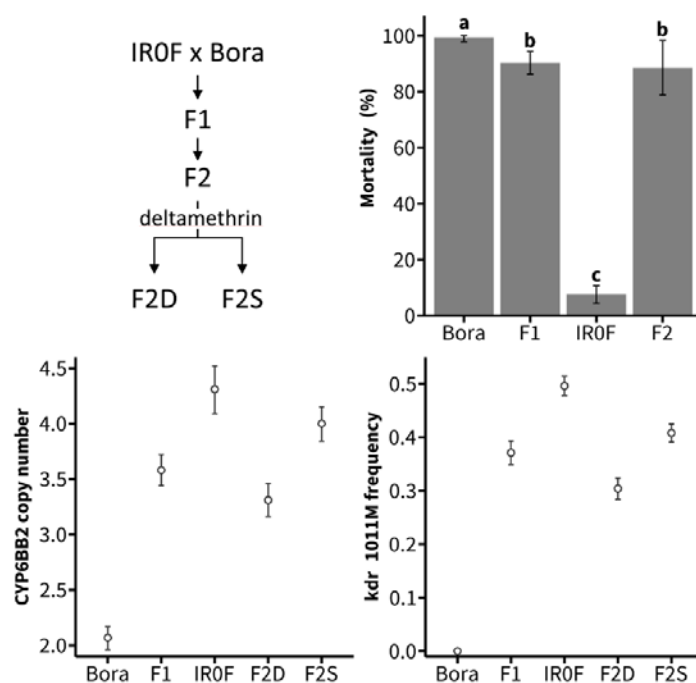 IR0F x Bora
F1
F2
deltamethrin
F2D F2S
Mortality (%)
100
80
60
40
20
0
a
b
c
b
Bora F1 IR0F F2
CYP6BB2 copy number
4.5
4.0
3.5
3.0
2.5
2.0
Bora F1 IR0F F2D F2S
kdr 1011M frequency
0.5
0.4
0.3
0.2
0.1
0.0
Bora F1 IR0F F2D F2S